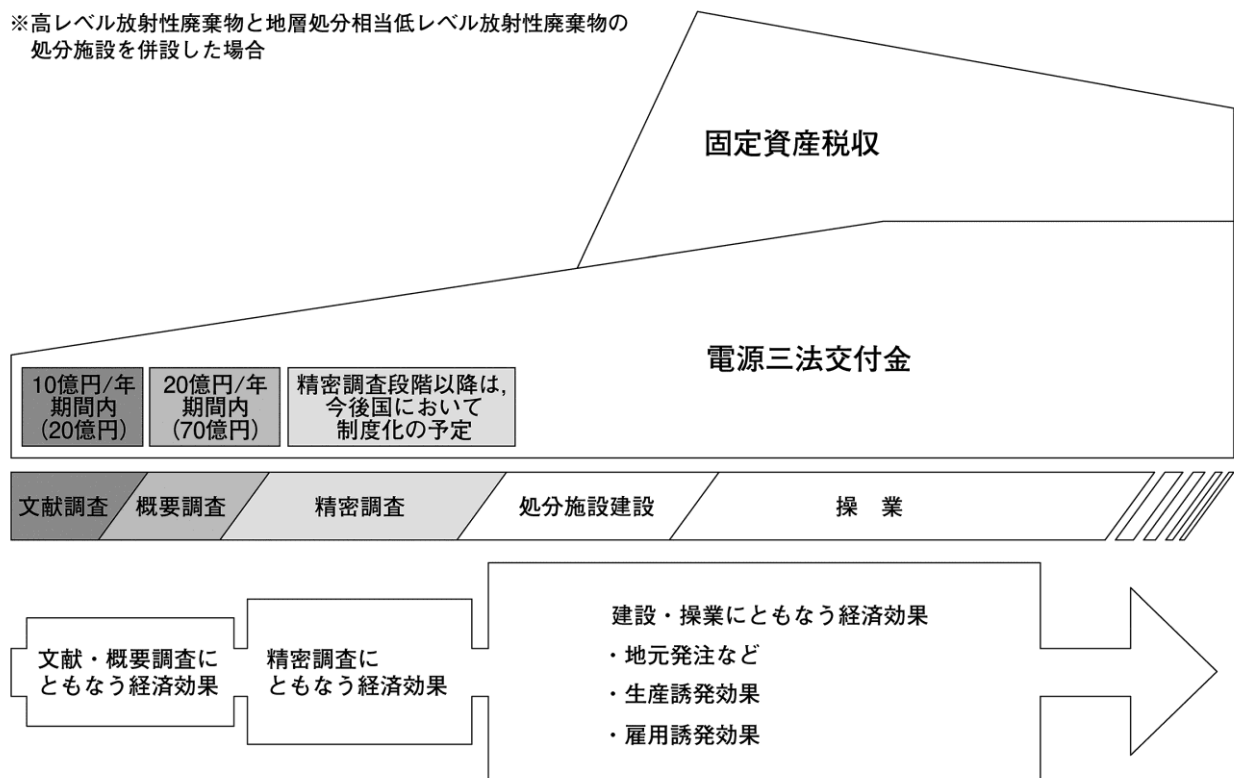 ※高レベル放射性廃棄物と地層処分相当低レベル放射性廃棄物の
処分施設を併設した場合
固定資産税収
電源三法交付金
10億円/年
期間内
(20億円)
20億円/年
期間内
(70億円)
精密調査段階以降は,
今後国において
制度化の予定
文献調査
概要調査
精密調査
処分施設建設
操 業
文献・概要調査に
ともなう経済効果
精密調査に
ともなう経済効果
建設・操業にともなう経済効果
・地元発注など
・生産誘発効果
・雇用誘発効果